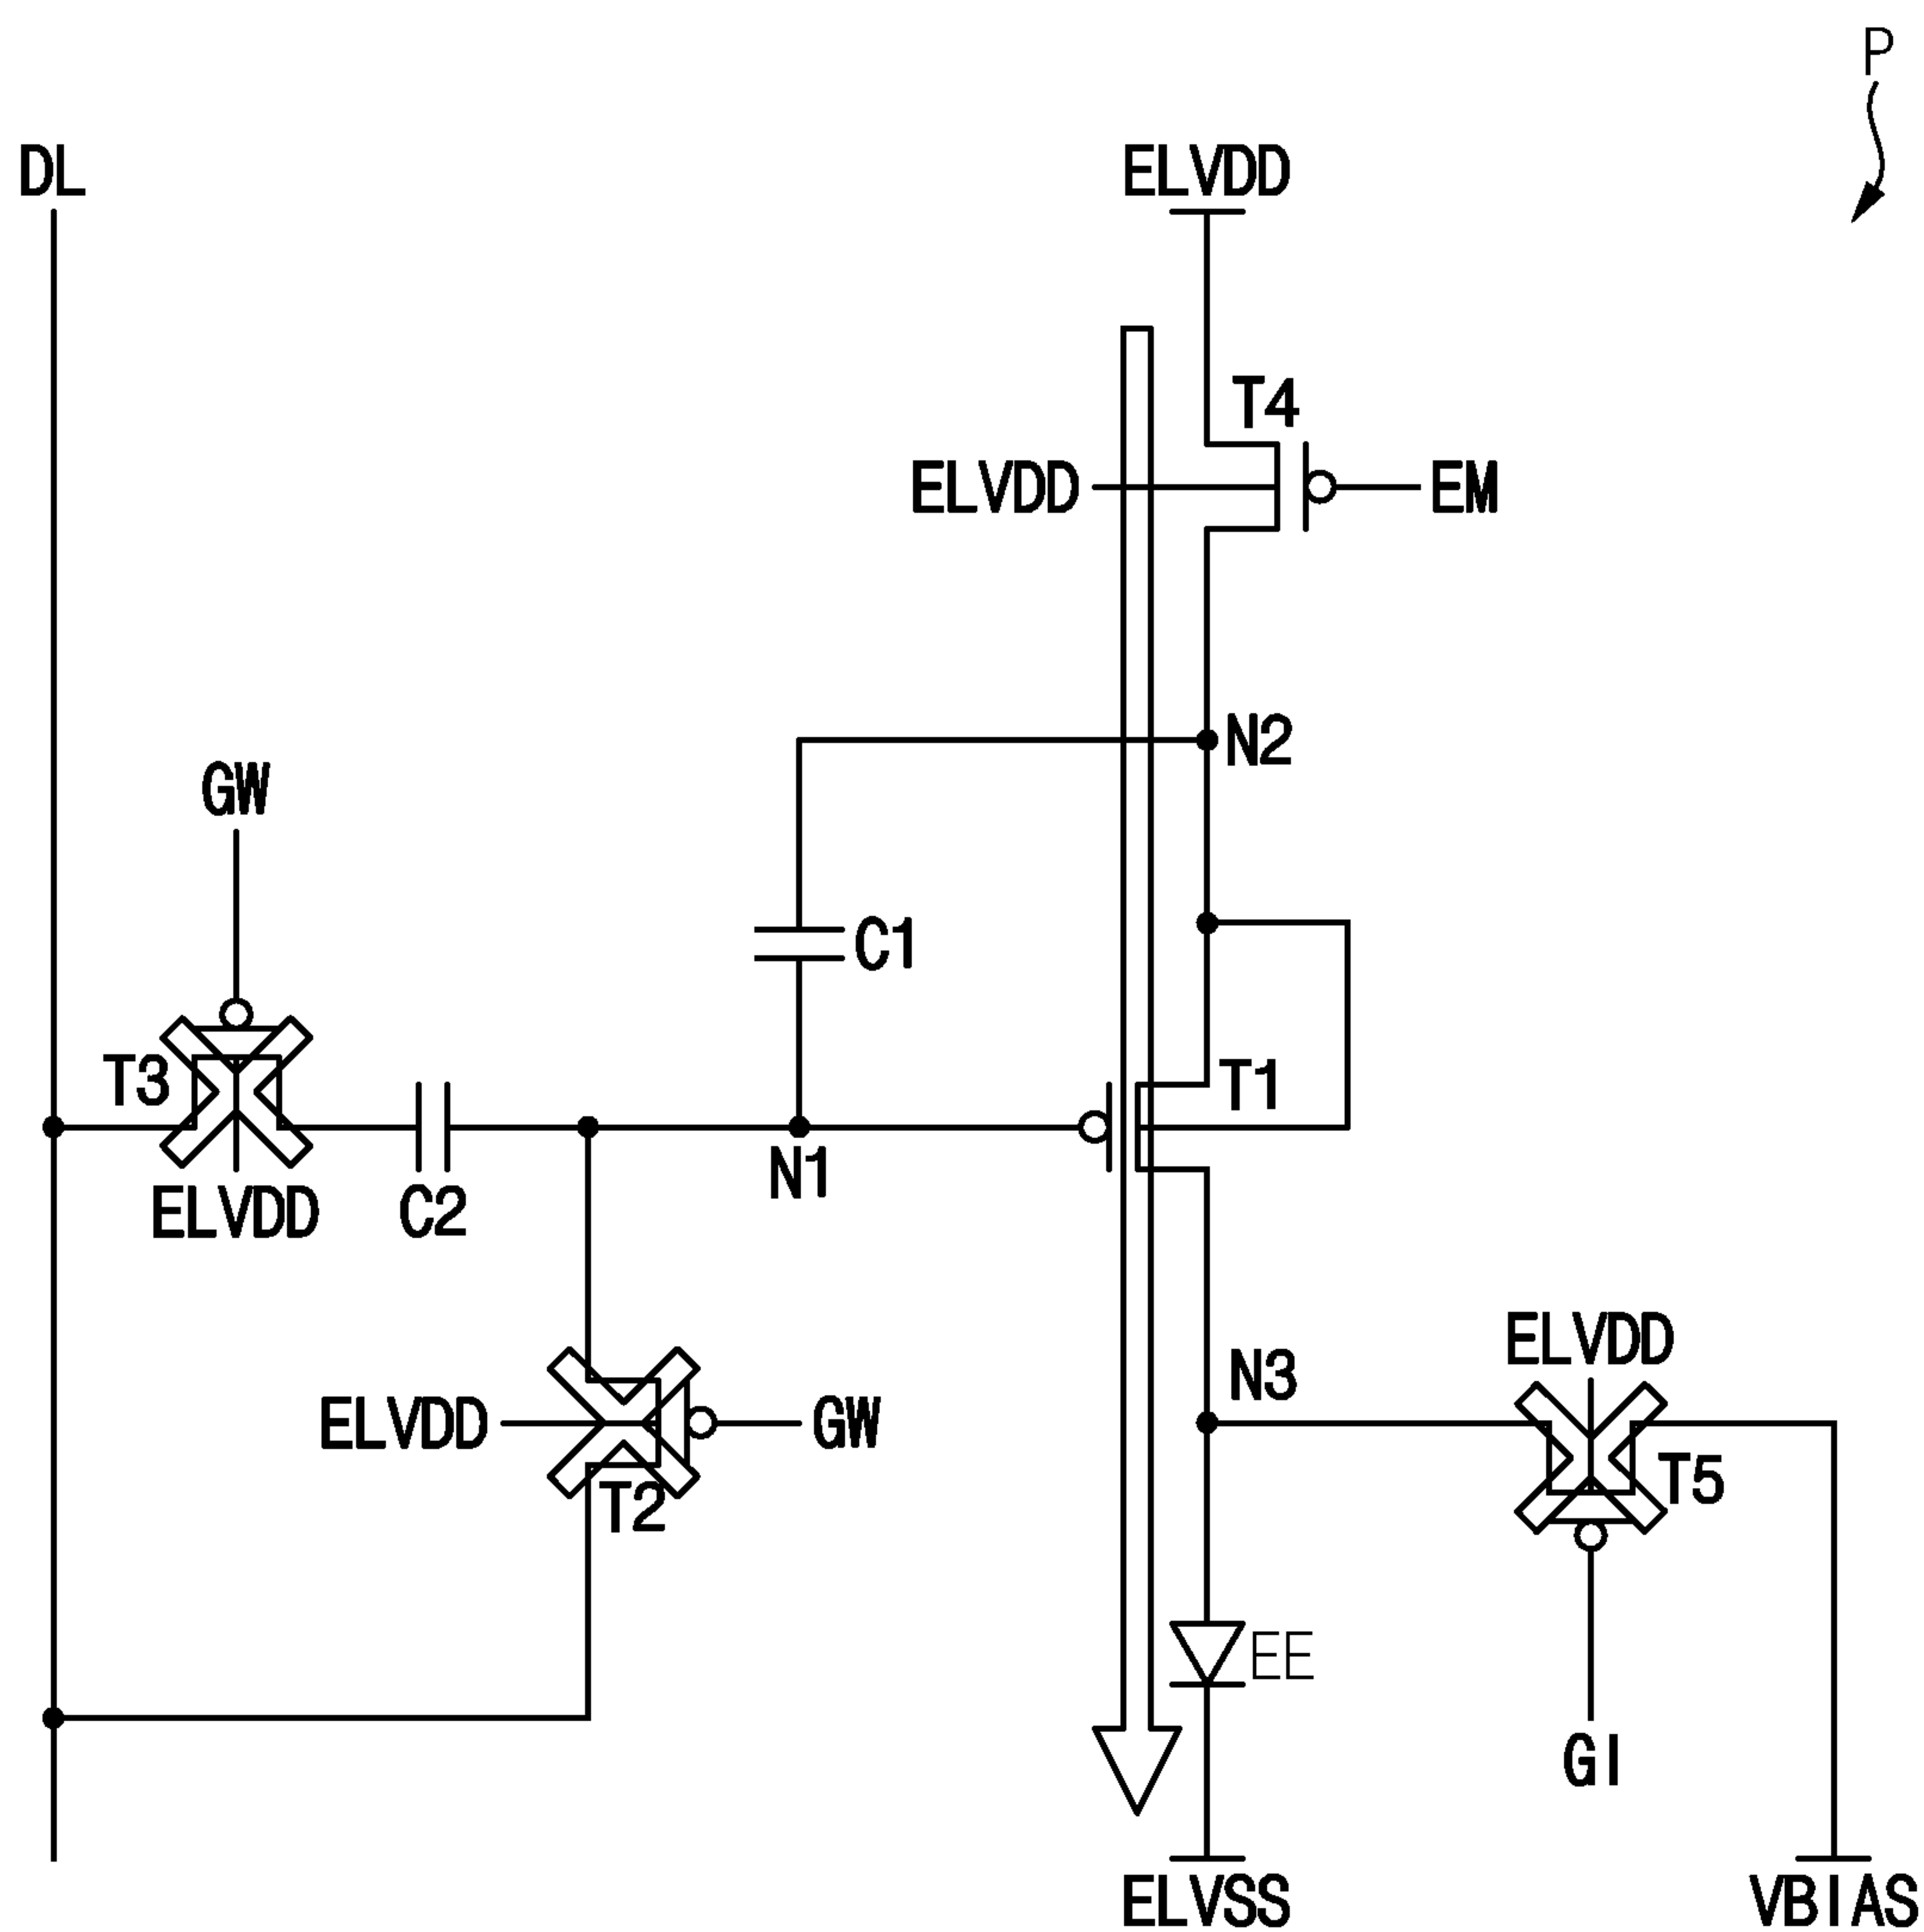 P
DL
ELVDD
T4
ELVDD
EM
N2
GW
C1
T3
T1
N1
ELVDD
C2
ELVDD
N3
ELVDD
GW
T5
T2
EE
GI
ELVSS
VBIAS